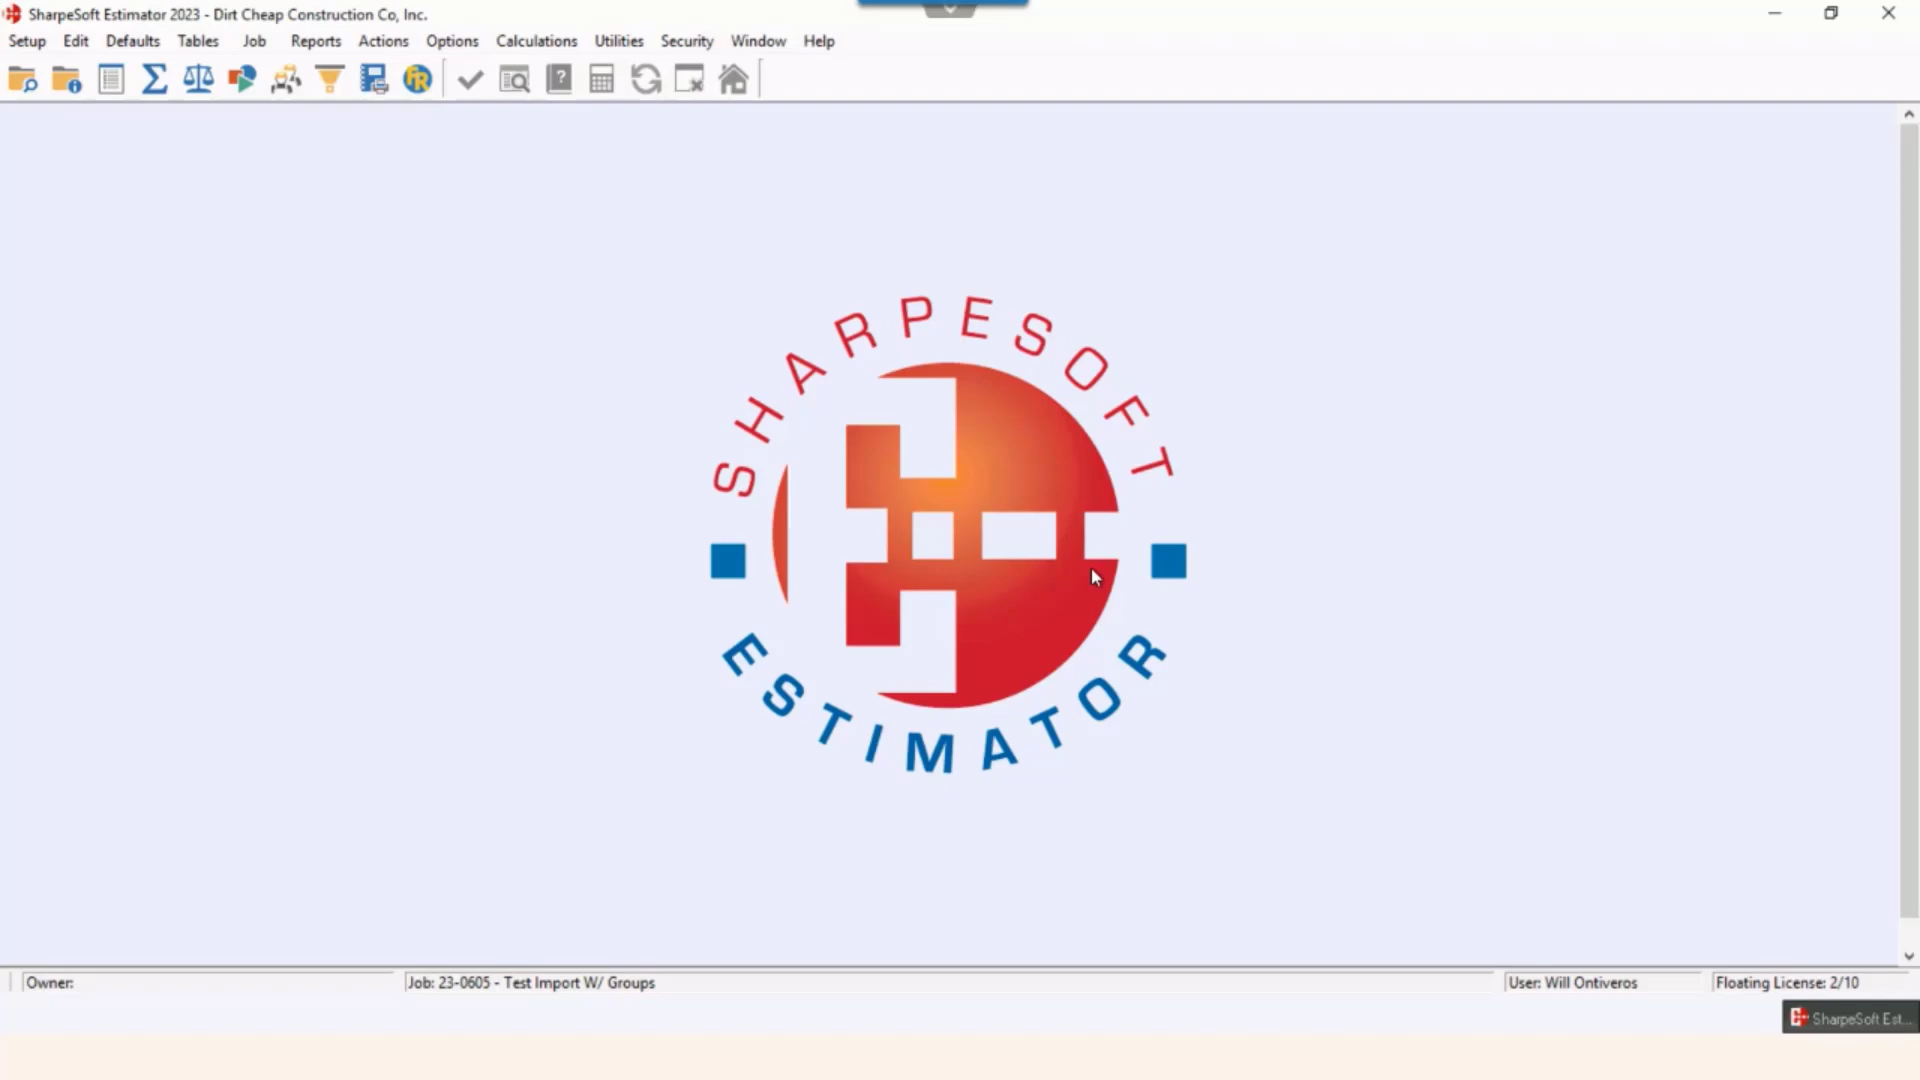 SharpeSoft Estimator 2023 - Dirt Cheap Construction Co, Inc.
Setup Edit Defaults Tables Job Reports Actions Options Calculations Utilities Security Window Help
SHARPESOFT
ESTIMATOR
Owner: Job: 23-0605 - Test Import W/ Groups User: Will Ontiveros Floating License: 2/10
SharpeSoft Est...